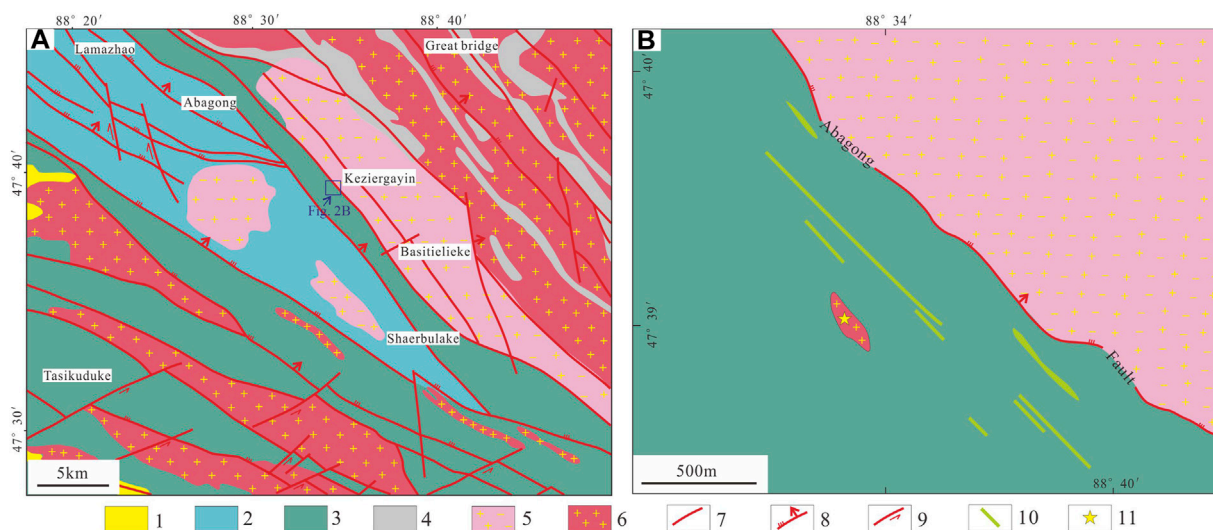 88° 20′
88° 30′
88° 40′
88° 34′
A
Lamazhao
Great bridge
Abagong
47° 40′
Keziergayin
Fig. 2B
Basitielieke
Shaerbulake
Tasikuduke
47° 30′
5km
B
47° 40′
Abagong
47° 39′
Fault
500m
88° 40′
1
2
3
4
5
6
7
8
9
10
11